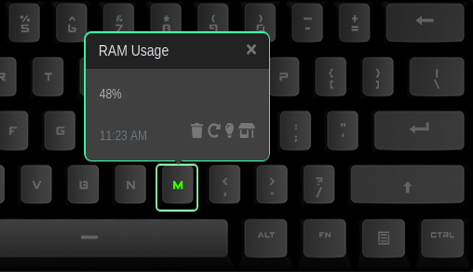 % 5 ^ 6 & 7 * 8 ( 9 ) 0 - = +
RAM Usage
48%
11:23 AM
R T P { [ } ] | \
F G : ; " '
V B N M < , > . ? /
ALT FN CTRL